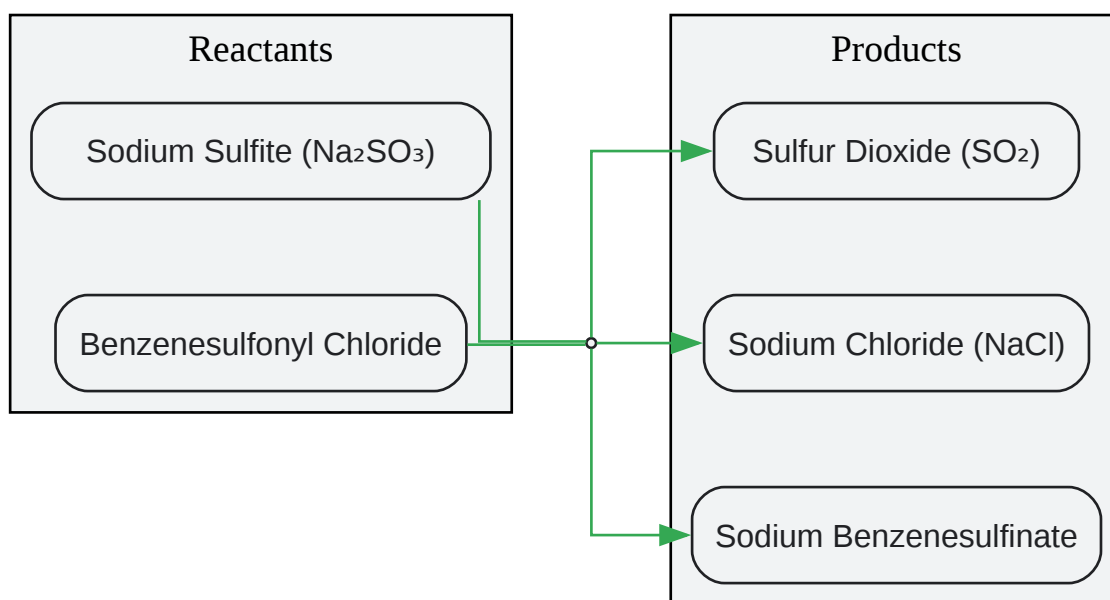 Reactants
Sodium Sulfite (Na₂SO₃)
Benzenesulfonyl Chloride
Products
Sulfur Dioxide (SO₂)
Sodium Chloride (NaCl)
Sodium Benzenesulfinate